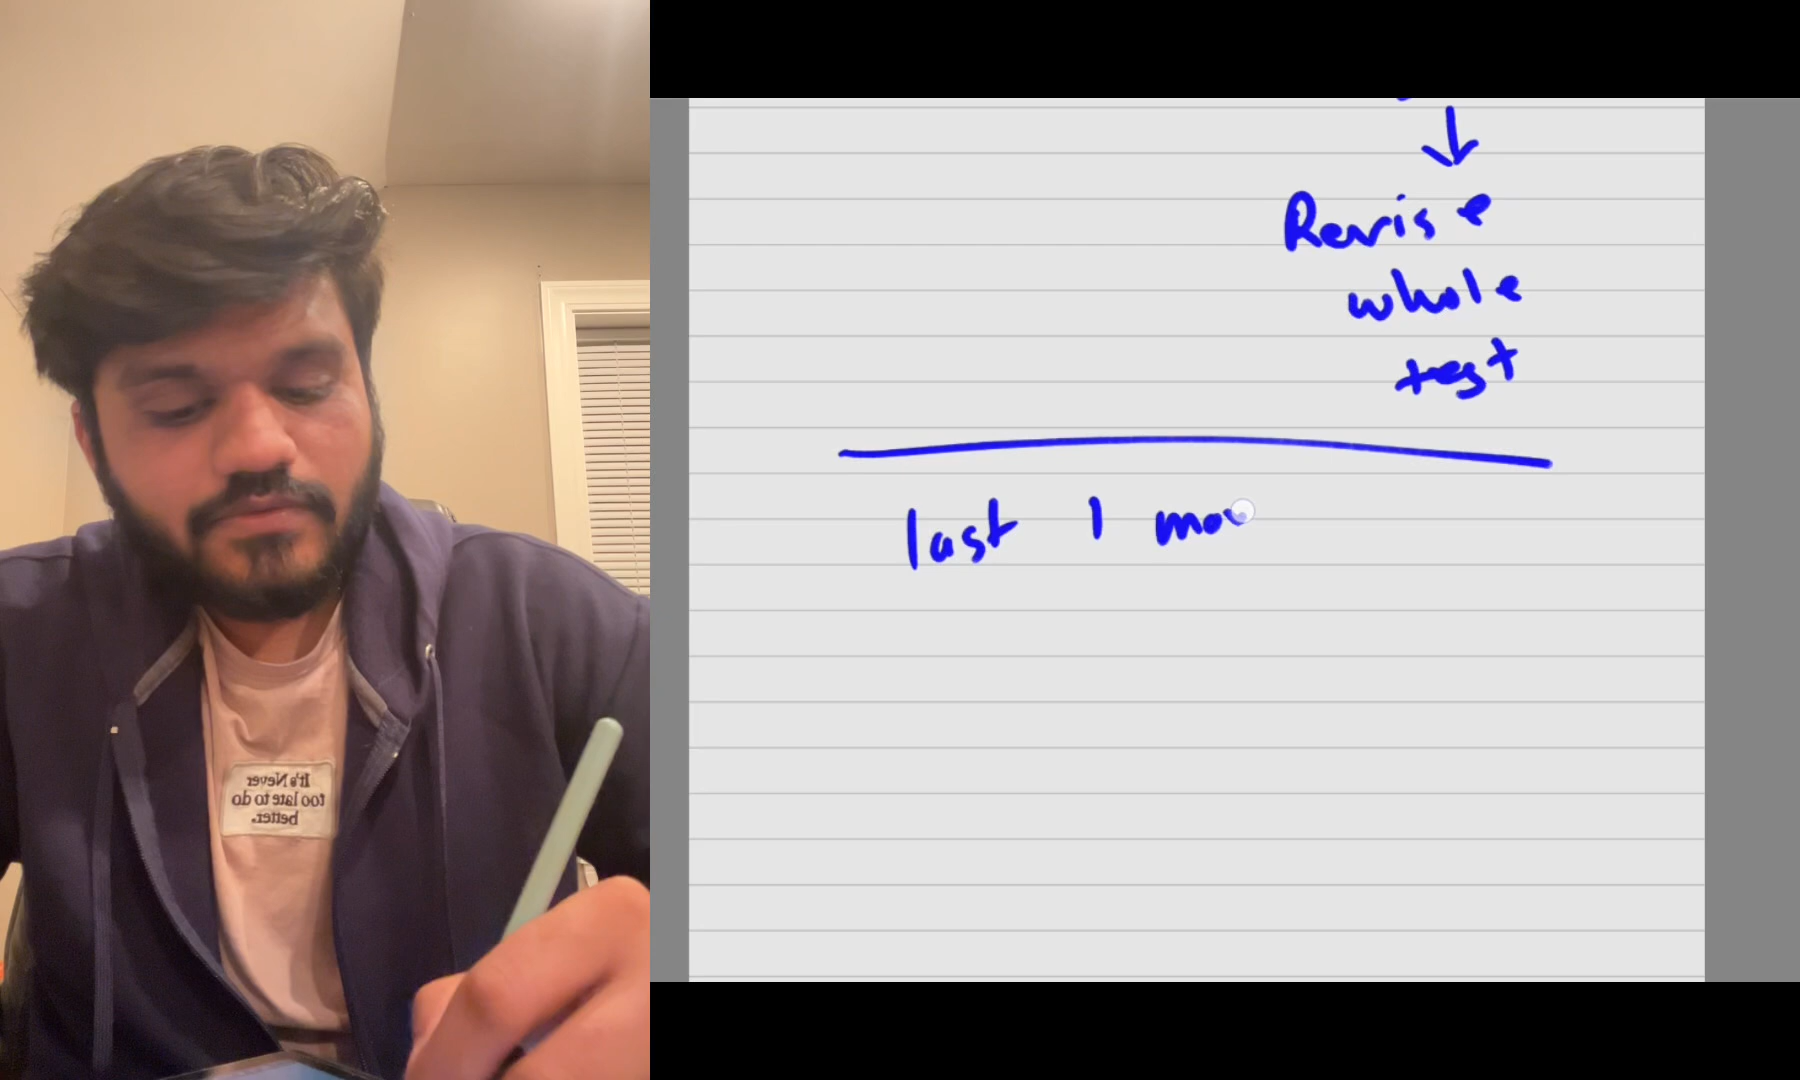 It's Never
too late to do
better.
Revise
whole
test
last 1 mo